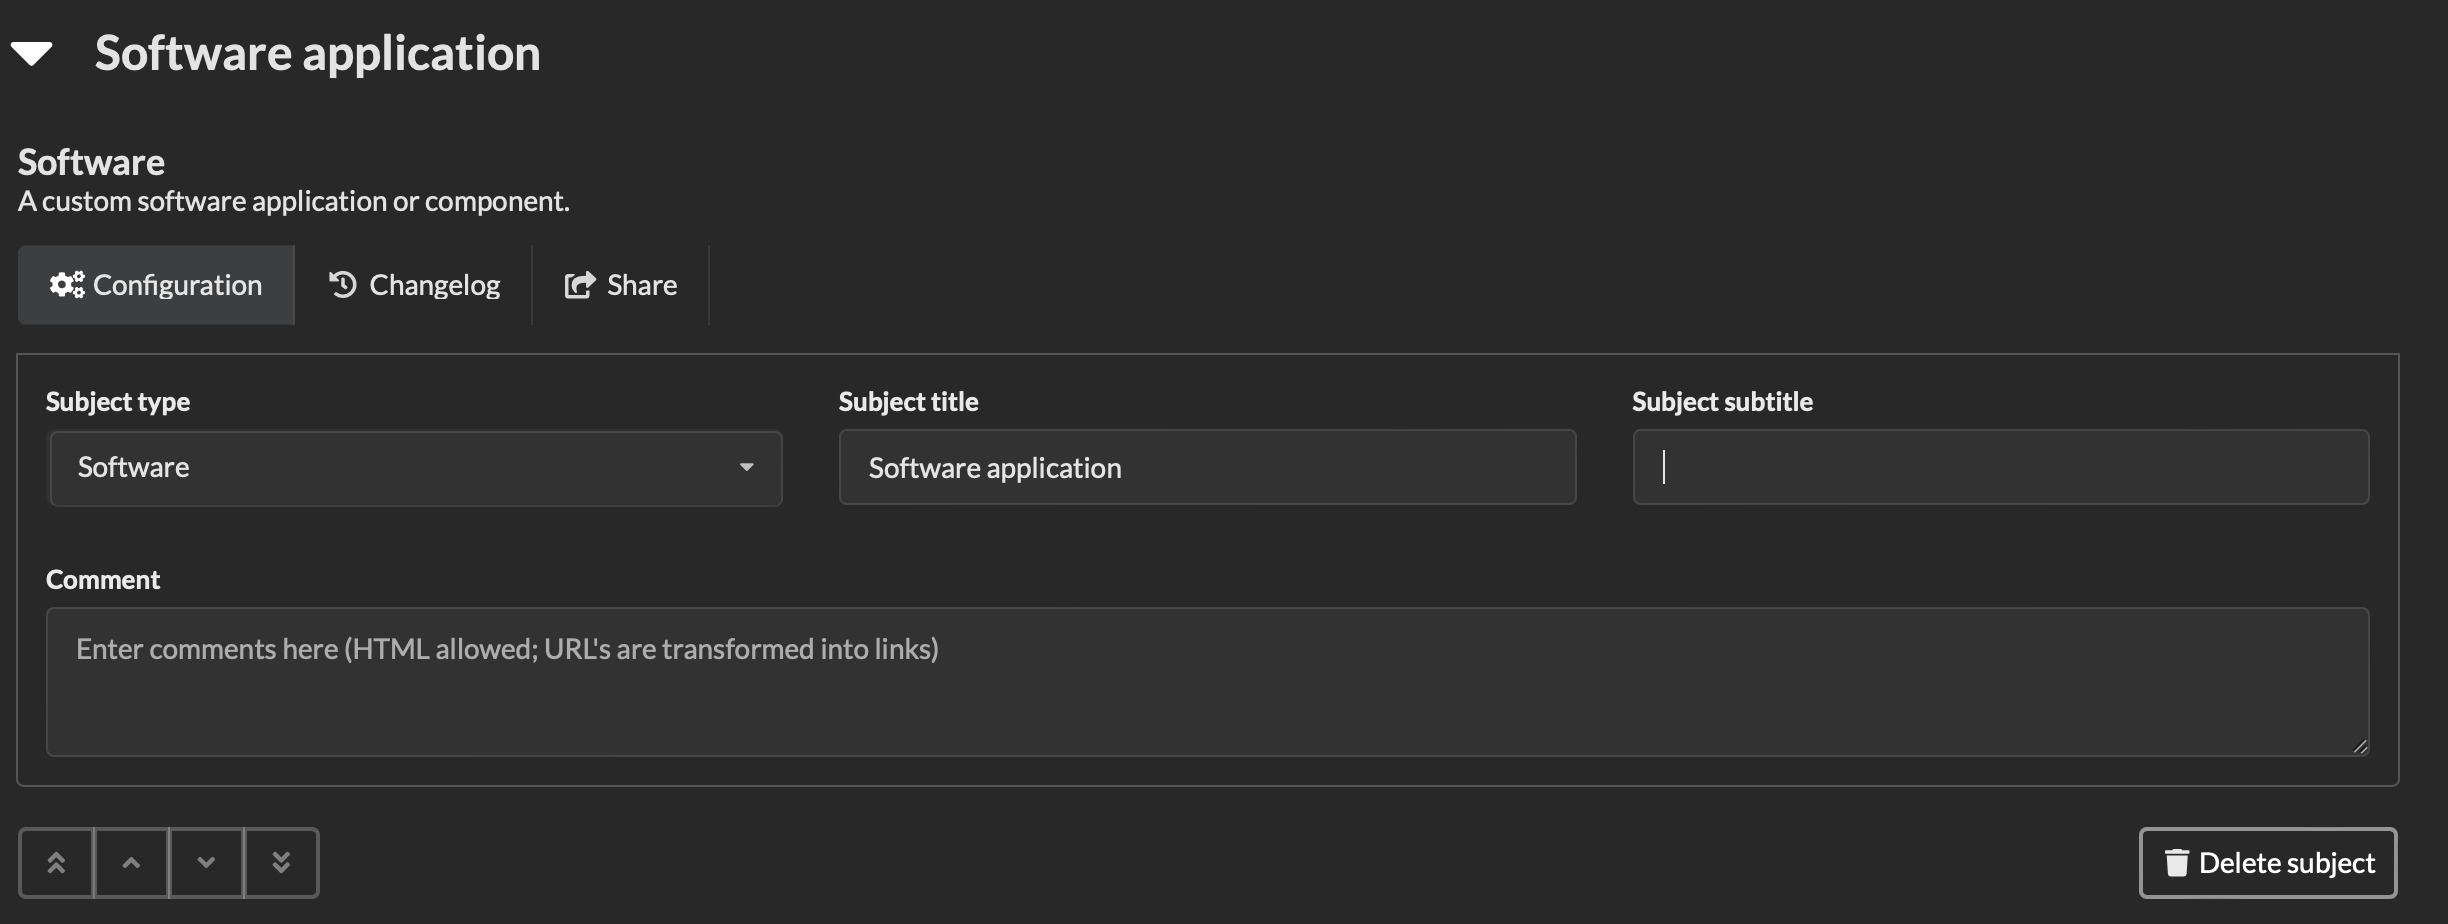 Software application
Software
A custom software application or component.
Configuration
Changelog
Share
Subject type
Subject title
Subject subtitle
Software
Software application
Comment
Enter comments here (HTML allowed; URL's are transformed into links)
Delete subject